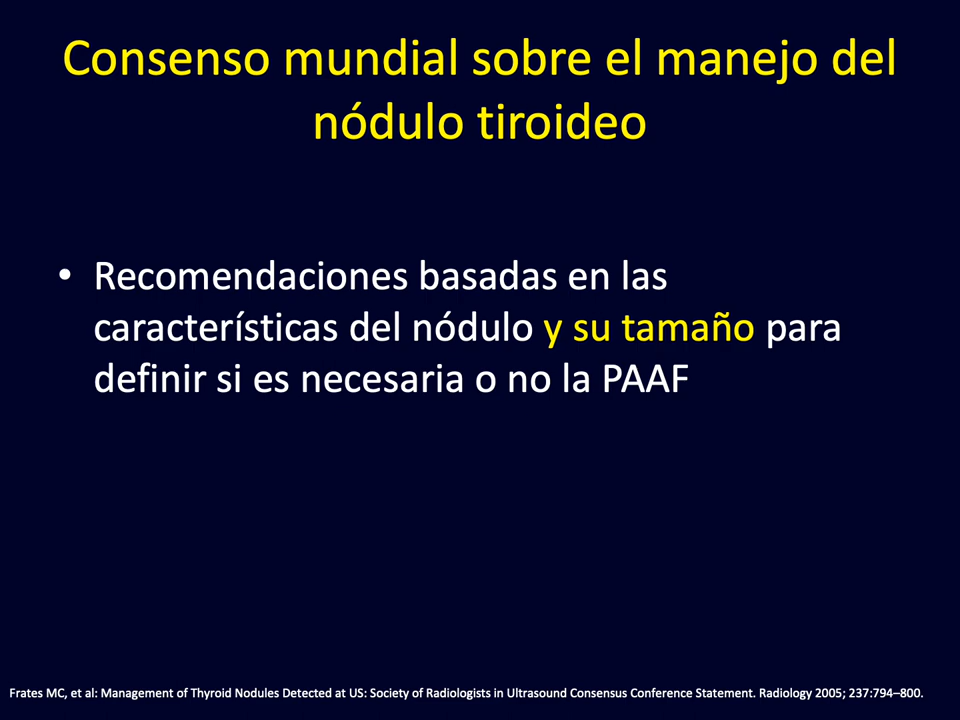 Consenso mundial sobre el manejo del
nódulo tiroideo
• Recomendaciones basadas en las
características del nódulo y su tamaño para
definir si es necesaria o no la PAAF
Frates MC, et al: Management of Thyroid Nodules Detected at US: Society of Radiologists in Ultrasound Consensus Conference Statement. Radiology 2005; 237:794–800.